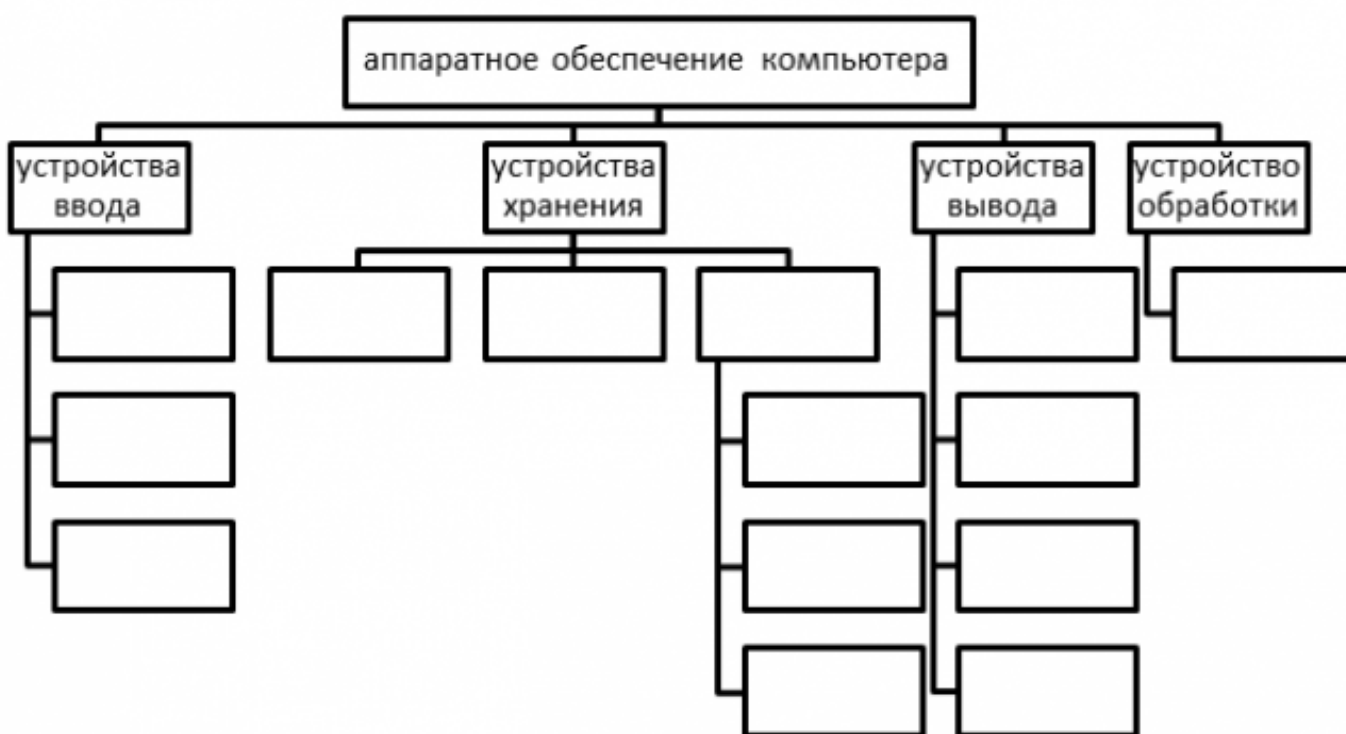 аппаратное обеспечение компьютера
устройства
ввода
устройства
хранения
устройства
вывода
устройство
обработки